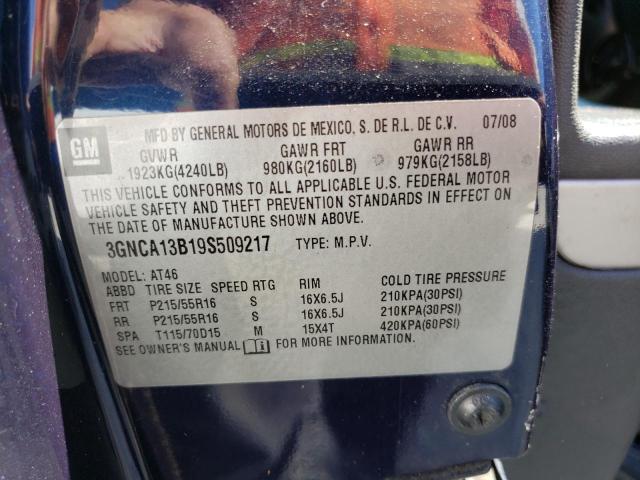 GM
MFD BY GENERAL MOTORS DE MEXICO, S. DE R.L. DE C.V. 07/08
GVWR GAWR FRT GAWR RR
1923KG(4240LB) 980KG(2160LB) 979KG(2158LB)
THIS VEHICLE CONFORMS TO ALL APPLICABLE U.S. FEDERAL MOTOR
VEHICLE SAFETY AND THEFT PREVENTION STANDARDS IN EFFECT ON
THE DATE OF MANUFACTURE SHOWN ABOVE.
3GNCA13B19S509217 TYPE: M.P.V.
MODEL: AT46
ABBD TIRE SIZE SPEED RTG RIM COLD TIRE PRESSURE
FRT P215/55R16 S 16X6.5J 210KPA(30PSI)
RR P215/55R16 S 16X6.5J 210KPA(30PSI)
SPA T115/70D15 M 15X4T 420KPA(60PSI)
SEE OWNER'S MANUAL FOR MORE INFORMATION.